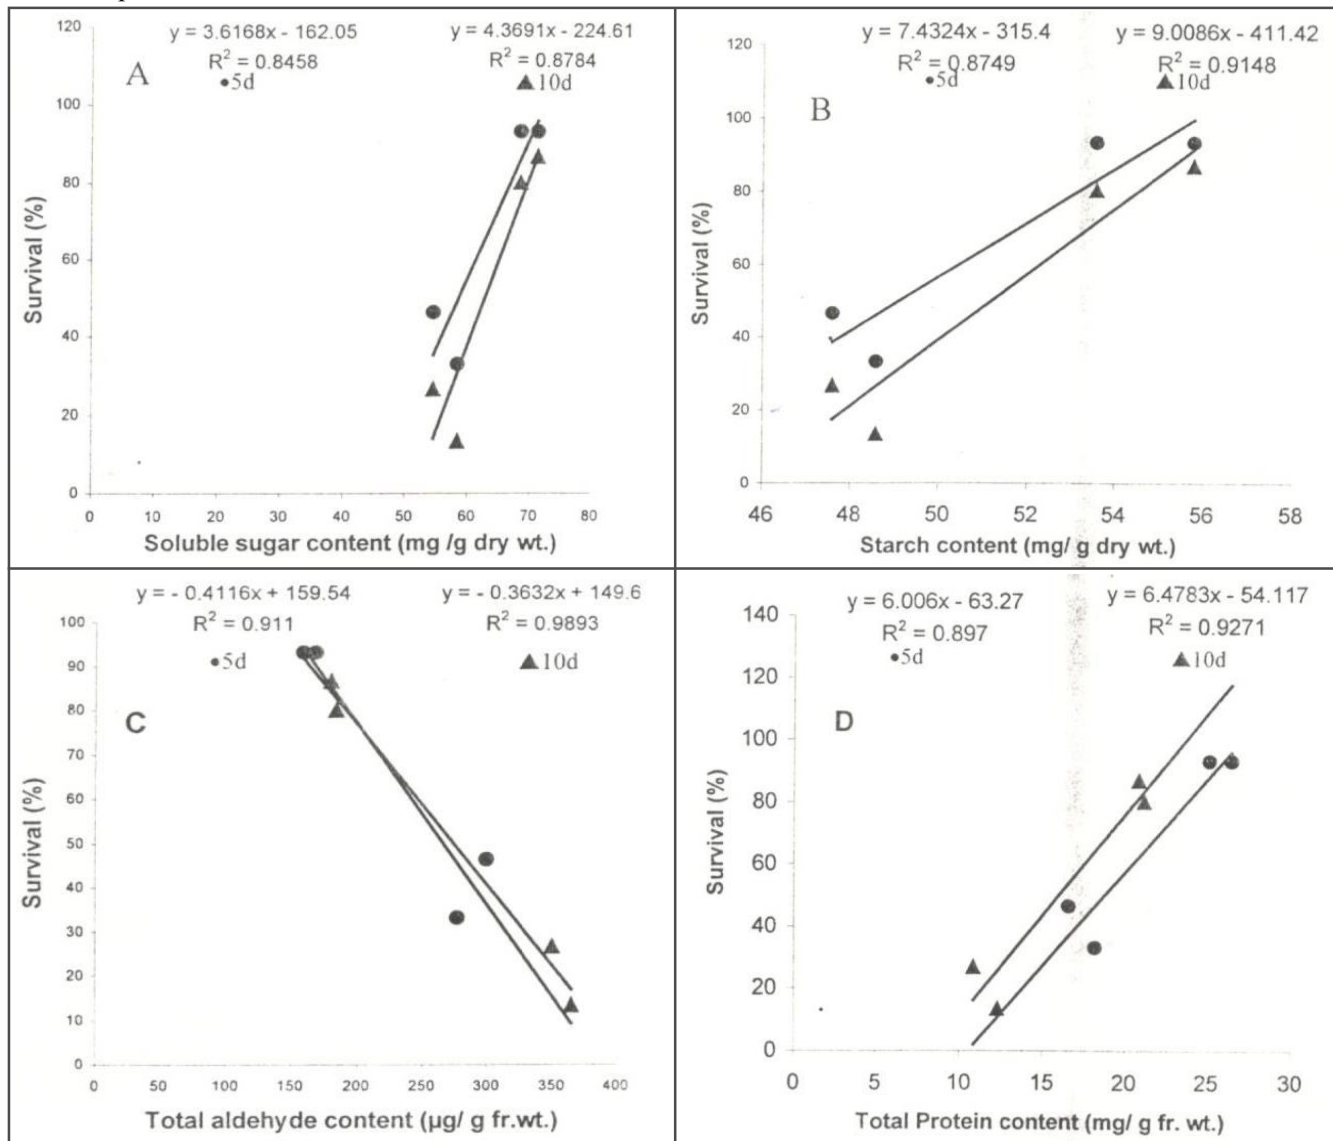 y = 3.6168x - 162.05 y = 4.3691x - 224.61
R² = 0.8458 R² = 0.8784
A ●5d ▲10d
120
100
80
60
40
20
0
Survival (%)
0 10 20 30 40 50 60 70 80
Soluble sugar content (mg /g dry wt.)
y = 7.4324x - 315.4 y = 9.0086x - 411.42
R² = 0.8749 R² = 0.9148
●5d ▲10d
B
120
100
80
60
40
20
0
Survival (%)
46 48 50 52 54 56 58
Starch content (mg/ g dry wt.)
y = - 0.4116x + 159.54 y = - 0.3632x + 149.6
R² = 0.911 R² = 0.9893
●5d ▲10d
C
100
90
80
70
60
50
40
30
20
10
0
Survival (%)
0 50 100 150 200 250 300 350 400
Total aldehyde content (µg/ g fr.wt.)
y = 6.006x - 63.27 y = 6.4783x - 54.117
R² = 0.897 R² = 0.9271
●5d ▲10d
D
140
120
100
80
60
40
20
0
Survival (%)
0 5 10 15 20 25 30
Total Protein content (mg/ g fr. wt.)